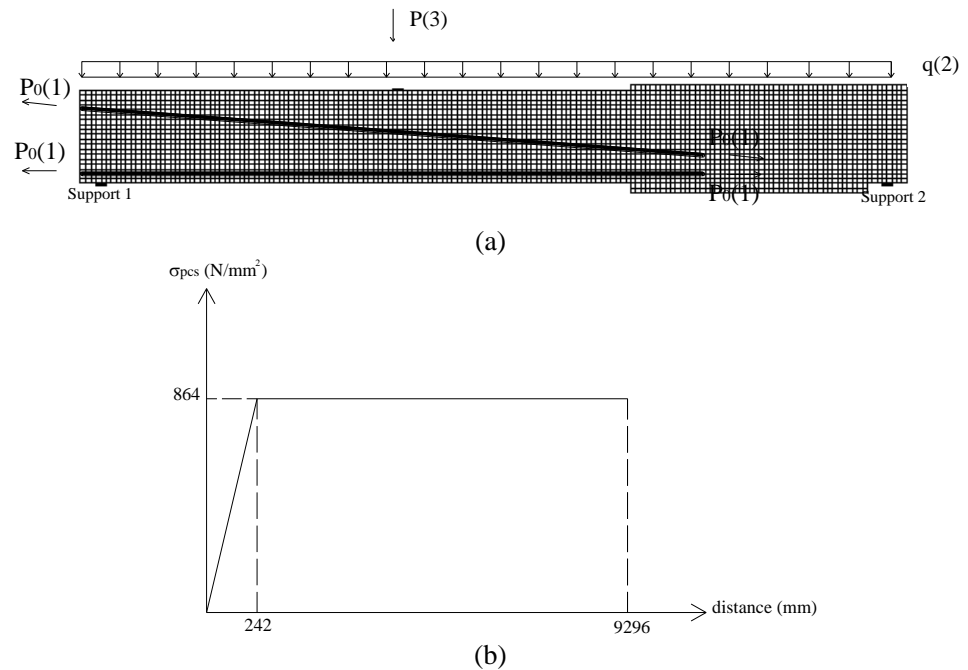 P(3)
q(2)
P0(1)
P0(1)
P0(1)
P0(1)
Support 1
Support 2
(a)
σpcs (N/mm²)
864
distance (mm)
242
9296
(b)